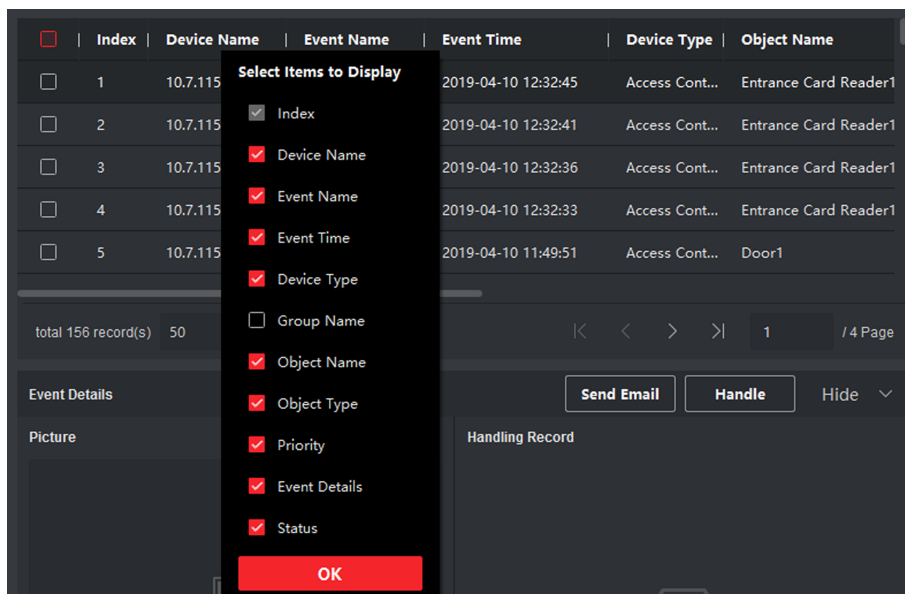 Index Device Name Event Name Event Time Device Type Object Name
1 10.7.115 2019-04-10 12:32:45 Access Cont... Entrance Card Reader1
2 10.7.115 2019-04-10 12:32:41 Access Cont... Entrance Card Reader1
3 10.7.115 2019-04-10 12:32:36 Access Cont... Entrance Card Reader1
4 10.7.115 2019-04-10 12:32:33 Access Cont... Entrance Card Reader1
5 10.7.115 2019-04-10 11:49:51 Access Cont... Door1
Select Items to Display
Index
Device Name
Event Name
Event Time
Device Type
Group Name
Object Name
Object Type
Priority
Event Details
Status
OK
total 156 record(s) 50 1 / 4 Page
Event Details Send Email Handle Hide
Picture Handling Record